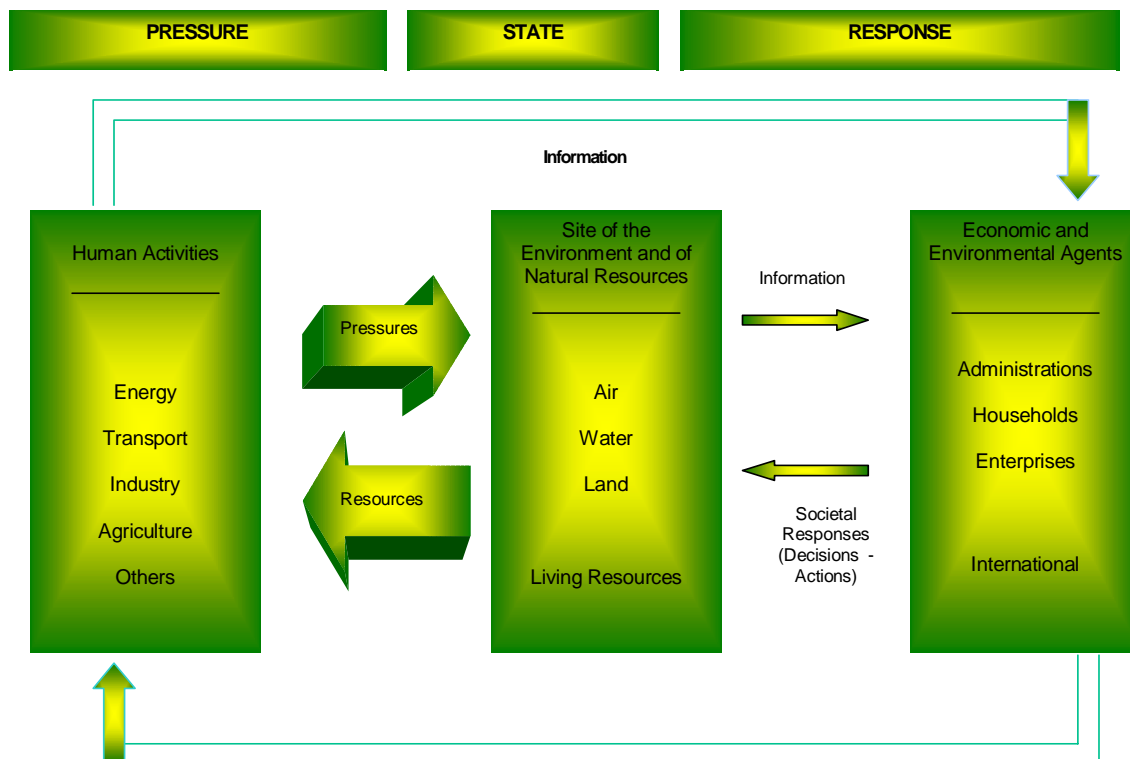 PRESSURE
STATE
RESPONSE
Information
Human Activities
Energy
Transport
Industry
Agriculture
Others
Pressures
Resources
Site of the
Environment and of
Natural Resources
Air
Water
Land
Living Resources
Information
Societal
Responses
(Decisions -
Actions)
Economic and
Environmental Agents
Administrations
Households
Enterprises
International